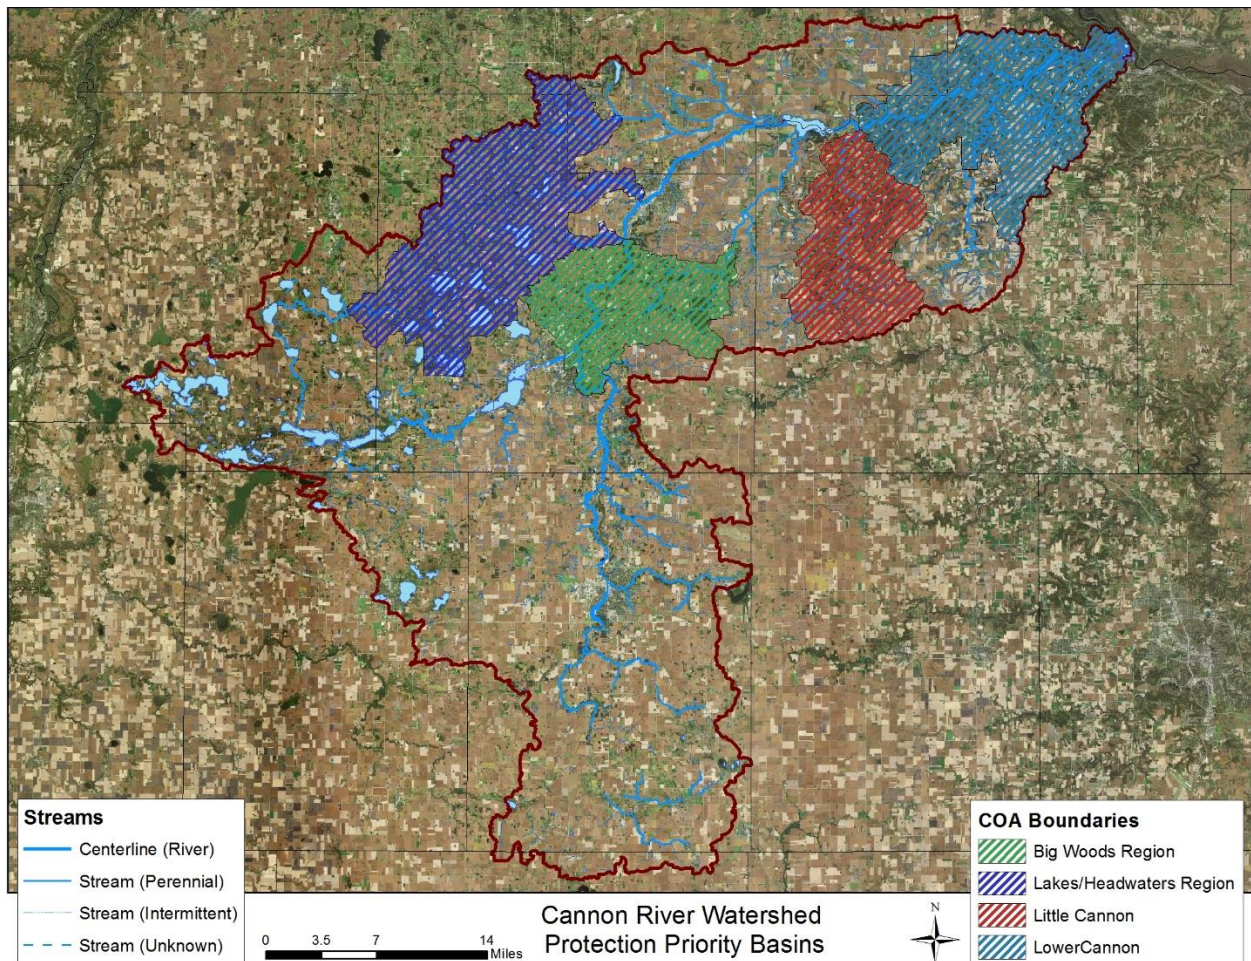 Streams
Centerline (River)
Stream (Perennial)
Stream (Intermittent)
Stream (Unknown)
0 3.5 7 14
Miles
Cannon River Watershed
Protection Priority Basins
N
COA Boundaries
Big Woods Region
Lakes/Headwaters Region
Little Cannon
LowerCannon